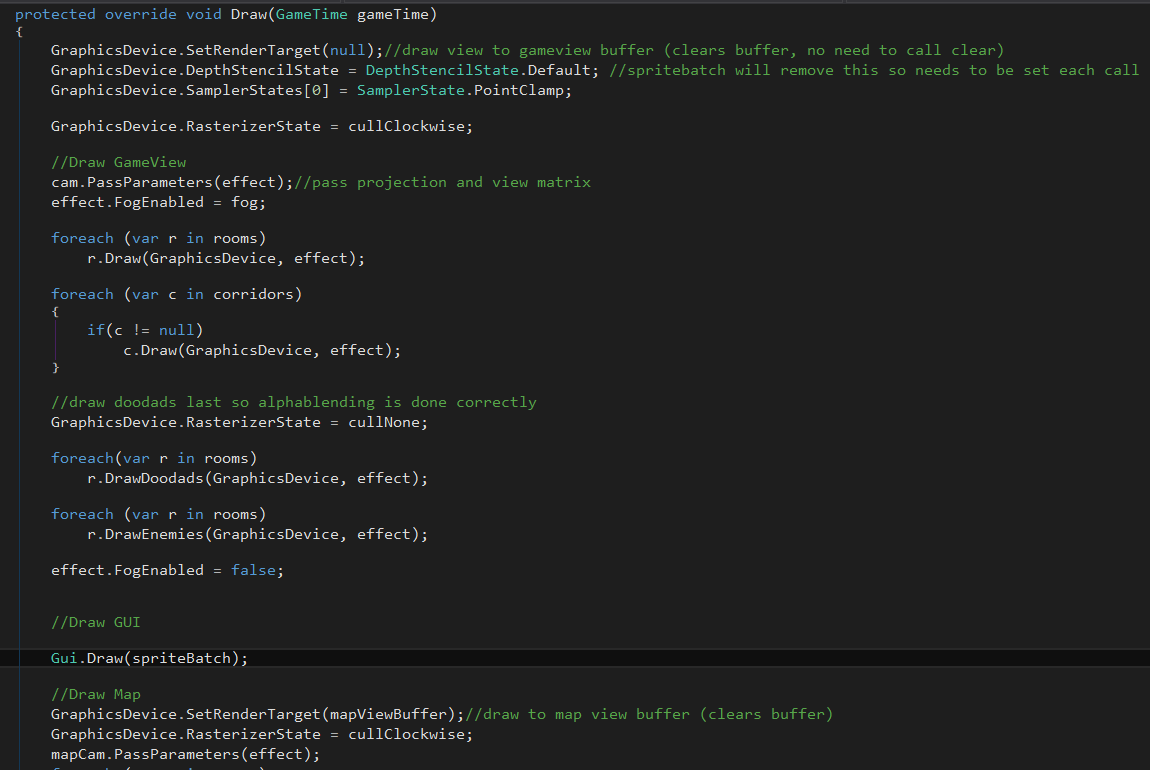 protected override void Draw(GameTime gameTime)
{
GraphicsDevice.SetRenderTarget(null);//draw view to gameview buffer (clears buffer, no need to call clear)
GraphicsDevice.DepthStencilState = DepthStencilState.Default; //spritebatch will remove this so needs to be set each call
GraphicsDevice.SamplerStates[0] = SamplerState.PointClamp;
GraphicsDevice.RasterizerState = cullClockwise;
//Draw GameView
cam.PassParameters(effect);//pass projection and view matrix
effect.FogEnabled = fog;
foreach (var r in rooms)
r.Draw(GraphicsDevice, effect);
foreach (var c in corridors)
{
if(c != null)
c.Draw(GraphicsDevice, effect);
}
//draw doodads last so alphablending is done correctly
GraphicsDevice.RasterizerState = cullNone;
foreach(var r in rooms)
r.DrawDoodads(GraphicsDevice, effect);
foreach (var r in rooms)
r.DrawEnemies(GraphicsDevice, effect);
effect.FogEnabled = false;
//Draw GUI
Gui.Draw(spriteBatch);
//Draw Map
GraphicsDevice.SetRenderTarget(mapViewBuffer);//draw to map view buffer (clears buffer)
GraphicsDevice.RasterizerState = cullClockwise;
mapCam.PassParameters(effect);